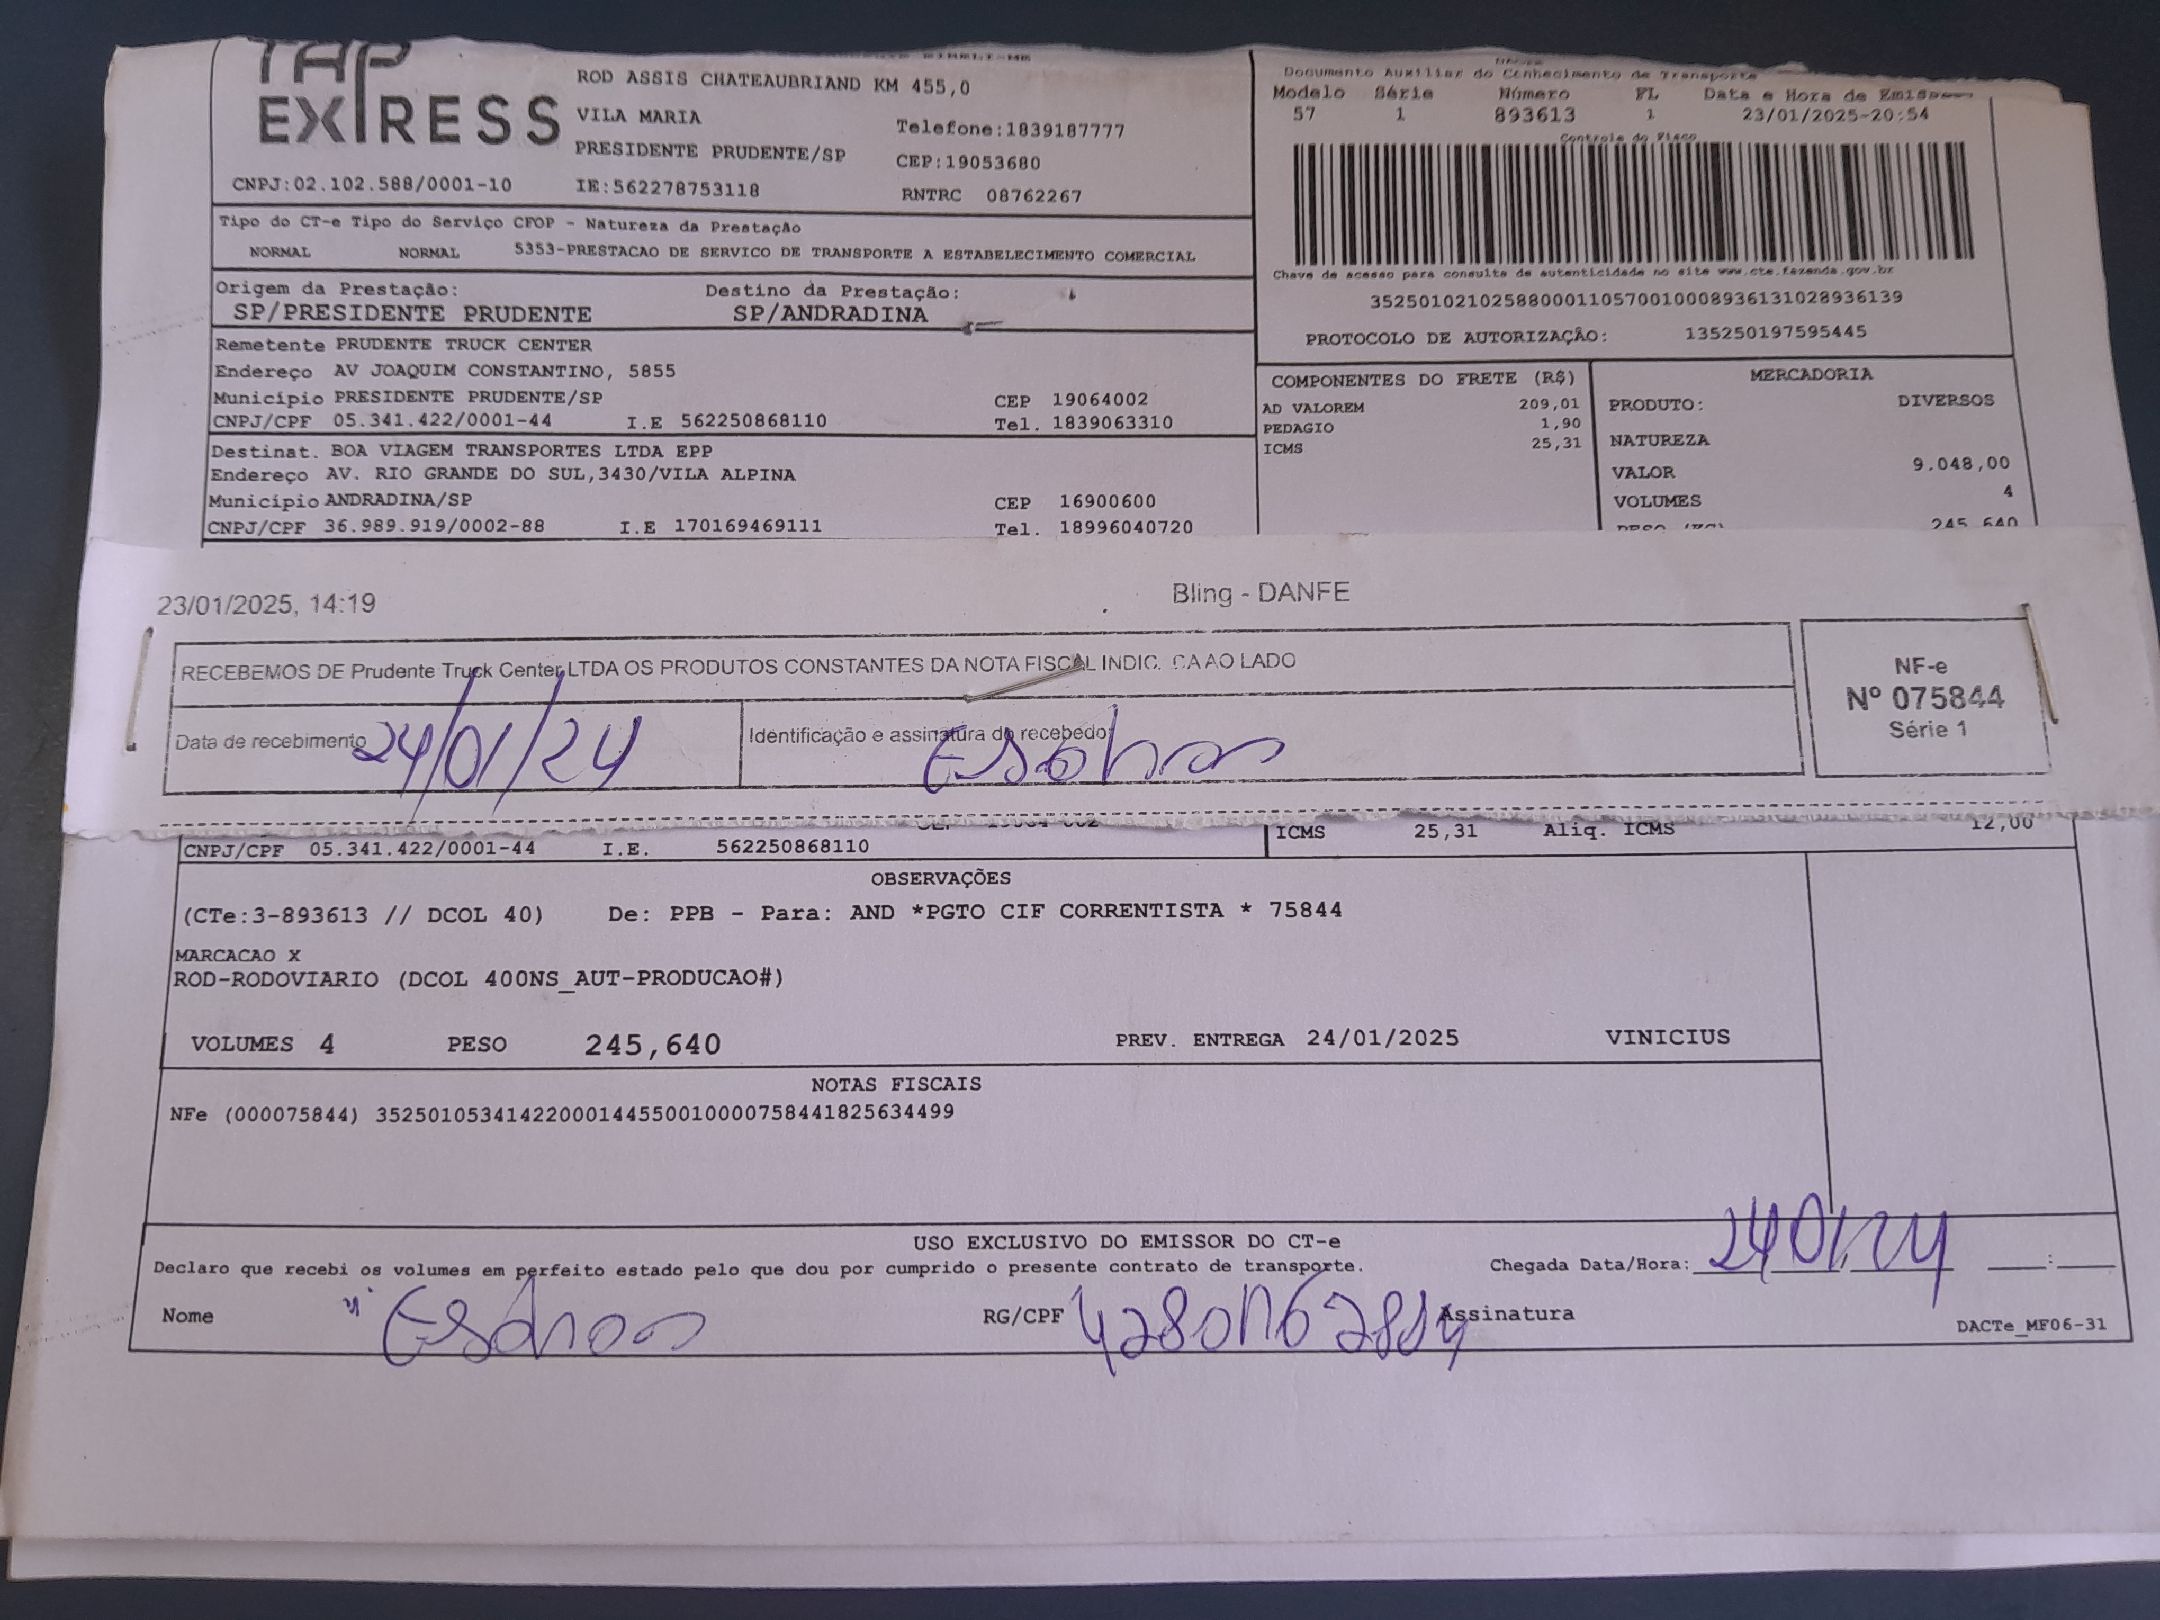 TAP
EXPRESS
ROD ASSIS CHATEAUBRIAND KM 455,0
VILA MARIA
Telefone:1839187777
PRESIDENTE PRUDENTE/SP
CEP:19053680
CNPJ:02.102.588/0001-10 IE:562278753118 RNTRC 08762267
Documento Auxiliar do Conhecimento de Transporte
Modelo Série Número FL Data e Hora de Emissão
57 1 893613 1 23/01/2025-20:54
Controle do Fisco
Chave de acesso para consulta de autenticidade no site www.cte.fazenda.gov.br
35250102102588000110570010008936131028936139
PROTOCOLO DE AUTORIZAÇÃO: 135250197595445
Tipo do CT-e Tipo do Serviço CFOP - Natureza da Prestação
NORMAL NORMAL 5353-PRESTACAO DE SERVICO DE TRANSPORTE A ESTABELECIMENTO COMERCIAL
Origem da Prestação: Destino da Prestação:
SP/PRESIDENTE PRUDENTE SP/ANDRADINA
Remetente PRUDENTE TRUCK CENTER
Endereço AV JOAQUIM CONSTANTINO, 5855
Município PRESIDENTE PRUDENTE/SP CEP 19064002
CNPJ/CPF 05.341.422/0001-44 I.E 562250868110 Tel. 1839063310
Destinat. BOA VIAGEM TRANSPORTES LTDA EPP
Endereço AV. RIO GRANDE DO SUL,3430/VILA ALPINA
Município ANDRADINA/SP CEP 16900600
CNPJ/CPF 36.989.919/0002-88 I.E 170169469111 Tel. 18996040720
COMPONENTES DO FRETE (R$)
AD VALOREM 209,01
PEDAGIO 1,90
ICMS 25,31
MERCADORIA
PRODUTO: DIVERSOS
NATUREZA
VALOR 9.048,00
VOLUMES 4
PESO (KG) 245,640
23/01/2025, 14:19 Bling - DANFE
RECEBEMOS DE Prudente Truck Center LTDA OS PRODUTOS CONSTANTES DA NOTA FISCAL AO LADO
Data de recebimento 24/01/24
Identificação e assinatura do recebedor
NF-e
Nº 075844
Série 1
ICMS 25,31 Aliq. ICMS 12,00
CNPJ/CPF 05.341.422/0001-44 I.E. 562250868110
OBSERVAÇÕES
(CTe:3-893613 // DCOL 40) De: PPB - Para: AND *PGTO CIF CORRENTISTA * 75844
MARCACAO X
ROD-RODOVIARIO (DCOL 400NS_AUT-PRODUCAO#)
VOLUMES 4 PESO 245,640 PREV. ENTREGA 24/01/2025 VINICIUS
NOTAS FISCAIS
NFe (000075844) 35250105341422000144550010000758441825634499
USO EXCLUSIVO DO EMISSOR DO CT-e
Declaro que recebi os volumes em perfeito estado pelo que dou por cumprido o presente contrato de transporte. Chegada Data/Hora: 24/01/24 :
Nome RG/CPF Assinatura
DACTe_MF06-31